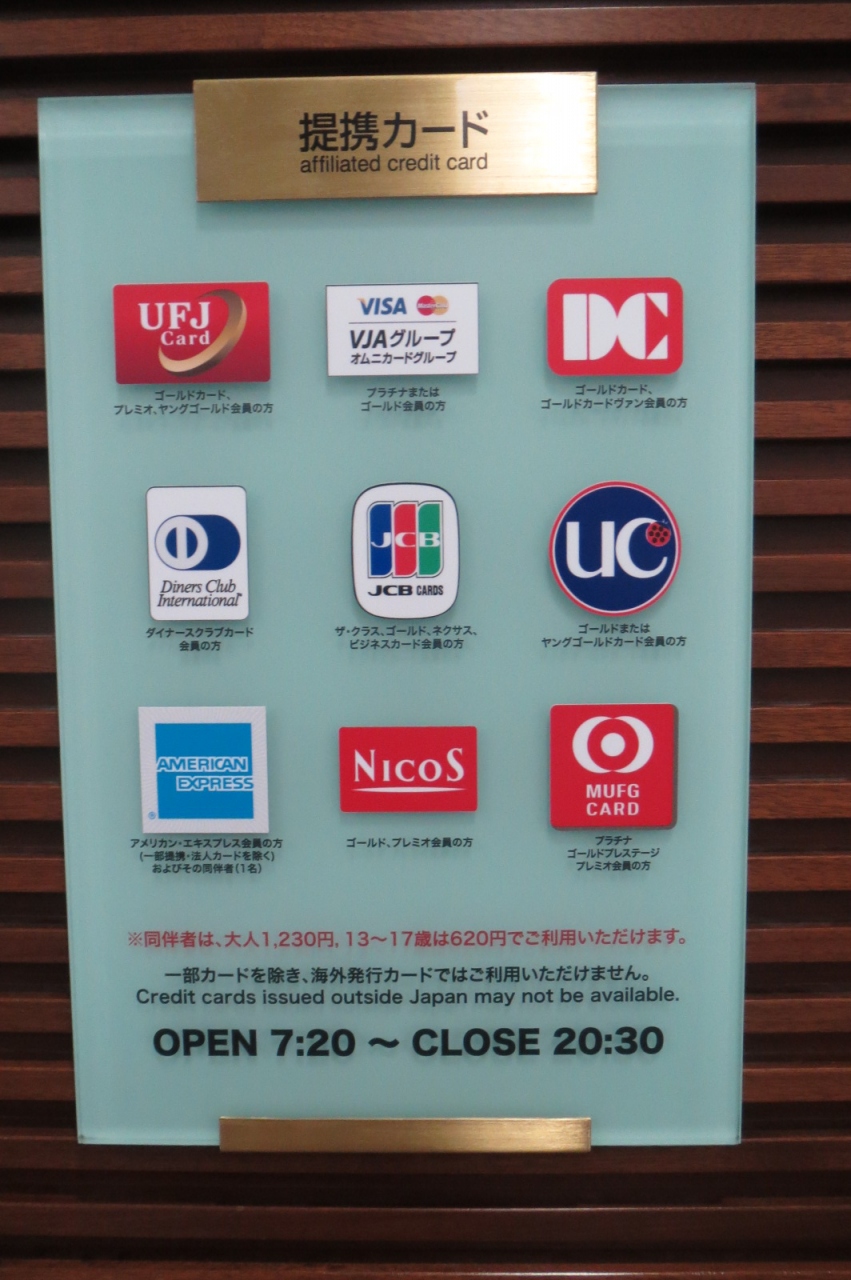 提携カード
affiliated credit card
UFJ
Card
ゴールドカード、
プレミオ、ヤングゴールド会員の方
VISA MasterCard
VJAグループ
オムニカードグループ
プラチナまたは
ゴールド会員の方
DC
ゴールドカード、
ゴールドカードヴァン会員の方
Diners Club
International®
ダイナースクラブカード
会員の方
JCB
JCB CARDS
ザ・クラス、ゴールド、ネクサス、
ビジネスカード会員の方
UC
ゴールドまたは
ヤングゴールドカード会員の方
AMERICAN
EXPRESS
®
アメリカン・エキスプレス会員の方
(一部提携・法人カードを除く)
およびその同伴者(1名)
NICOS
ゴールド、プレミオ会員の方
MUFG
CARD
プラチナ
ゴールドプレステージ
プレミオ会員の方
※同伴者は、大人1,230円, 13〜17歳は620円でご利用いただけます。
一部カードを除き、海外発行カードではご利用いただけません。
Credit cards issued outside Japan may not be available.
OPEN 7:20 〜 CLOSE 20:30